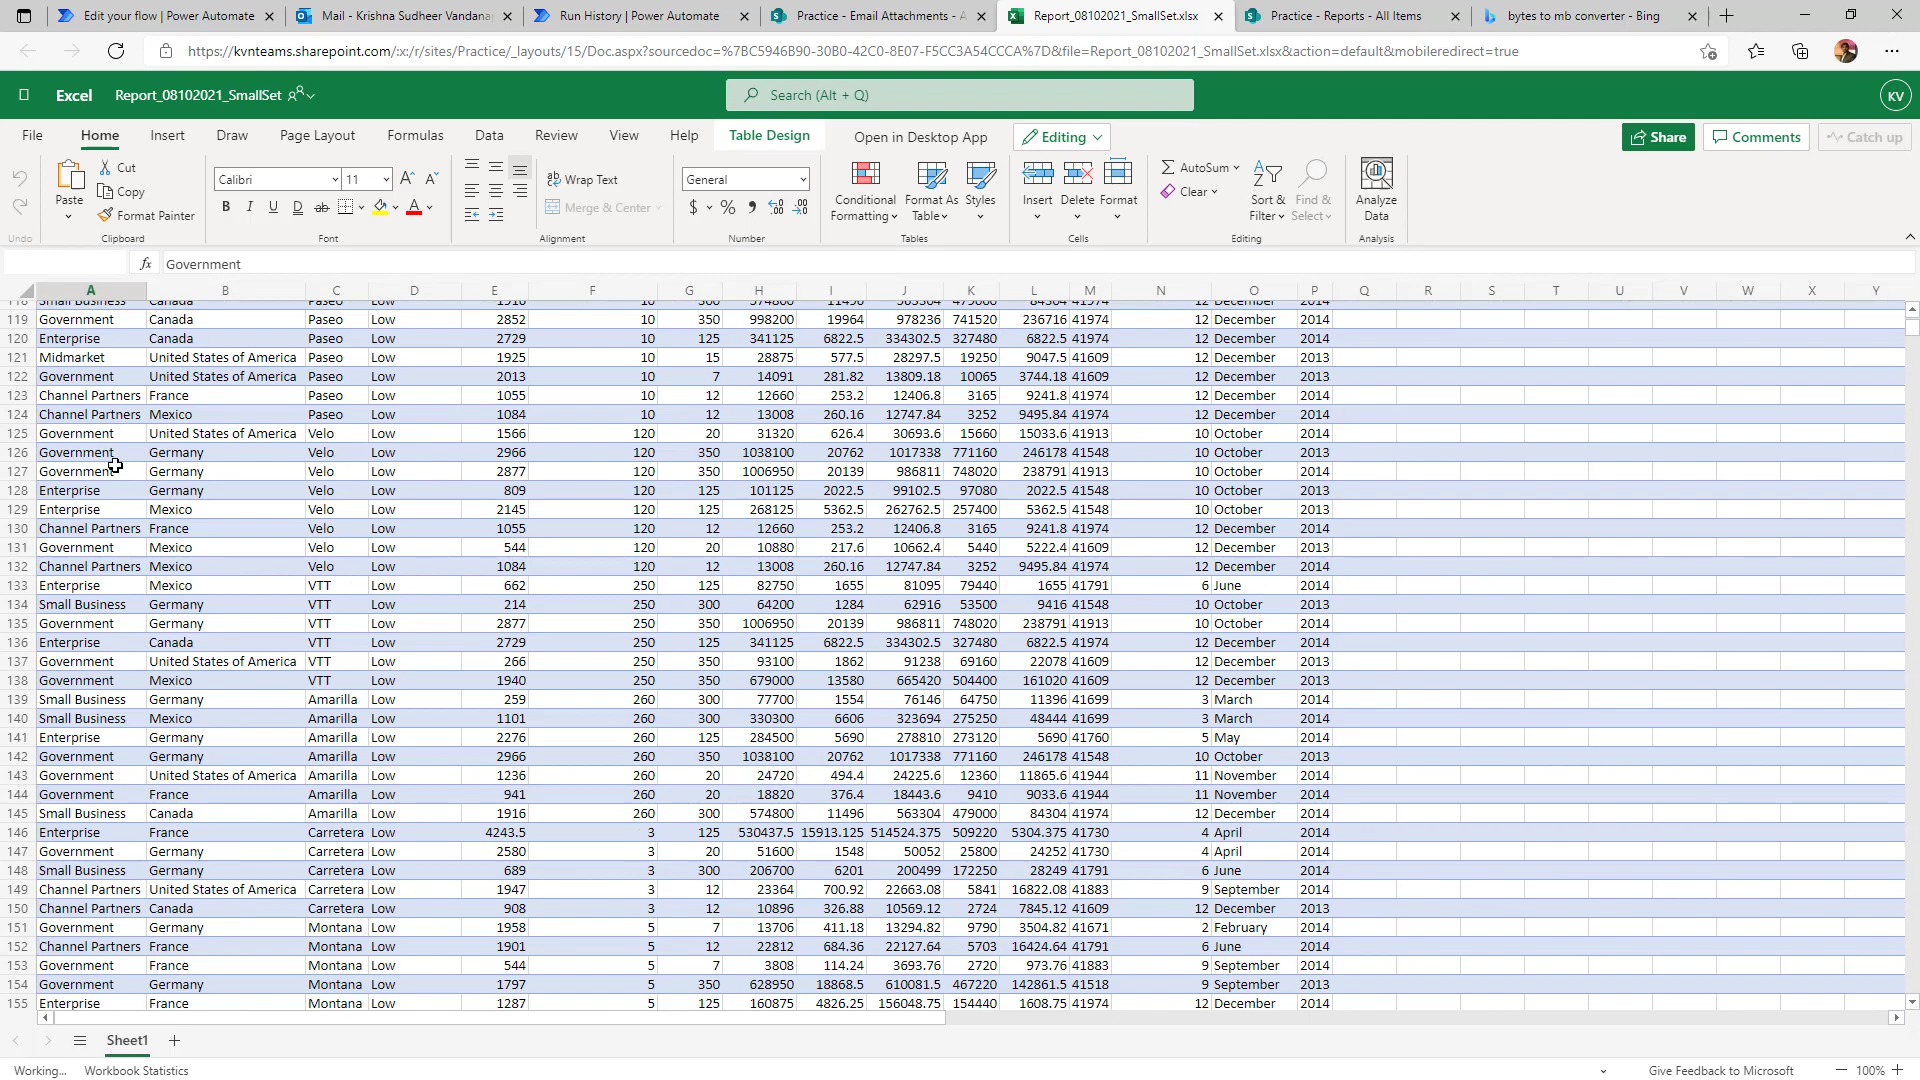 Edit your flow | Power Automate
Mail - Krishna Sudheer Vandana
Run History | Power Automate
Practice - Email Attachments - A
Report_08102021_SmallSet.xlsx
Practice - Reports - All Items
bytes to mb converter - Bing
https://kvnteams.sharepoint.com/:x:/r/sites/Practice/_layouts/15/Doc.aspx?sourcedoc=%7BC5946B90-30B0-42C0-8E07-F5CC3A54CCCA%7D&file=Report_08102021_SmallSet.xlsx&action=default&mobileredirect=true
Excel Report_08102021_SmallSet Search (Alt + Q) KV
File Home Insert Draw Page Layout Formulas Data Review View Help Table Design Open in Desktop App Editing Share Comments Catch up
Paste Cut Copy Format Painter
Calibri 11
Wrap Text Merge & Center
General
Conditional Formatting Format As Table Styles
Insert Delete Format
AutoSum Clear Sort & Filter Find & Select
Analyze Data
Undo Clipboard Font Alignment Number Tables Cells Editing Analysis
fx Government
A B C D E F G H I J K L M N O P Q R S T U V W X Y
118 Small Business Canada Paseo Low 1916 10 300 574800 11496 563304 479000 84304 41974 12 December 2014
119 Government Canada Paseo Low 2852 10 350 998200 19964 978236 741520 236716 41974 12 December 2014
120 Enterprise Canada Paseo Low 2729 10 125 341125 6822.5 334302.5 327480 6822.5 41974 12 December 2014
121 Midmarket United States of America Paseo Low 1925 10 15 28875 577.5 28297.5 19250 9047.5 41609 12 December 2013
122 Government United States of America Paseo Low 2013 10 7 14091 281.82 13809.18 10065 3744.18 41609 12 December 2013
123 Channel Partners France Paseo Low 1055 10 12 12660 253.2 12406.8 3165 9241.8 41974 12 December 2014
124 Channel Partners Mexico Paseo Low 1084 10 12 13008 260.16 12747.84 3252 9495.84 41974 12 December 2014
125 Government United States of America Velo Low 1566 120 20 31320 626.4 30693.6 15660 15033.6 41913 10 October 2014
126 Government Germany Velo Low 2966 120 350 1038100 20762 1017338 771160 246178 41548 10 October 2013
127 Government Germany Velo Low 2877 120 350 1006950 20139 986811 748020 238791 41913 10 October 2014
128 Enterprise Germany Velo Low 809 120 125 101125 2022.5 99102.5 97080 2022.5 41548 10 October 2013
129 Enterprise Mexico Velo Low 2145 120 125 268125 5362.5 262762.5 257400 5362.5 41548 10 October 2013
130 Channel Partners France Velo Low 1055 120 12 12660 253.2 12406.8 3165 9241.8 41974 12 December 2014
131 Government Mexico Velo Low 544 120 20 10880 217.6 10662.4 5440 5222.4 41609 12 December 2013
132 Channel Partners Mexico Velo Low 1084 120 12 13008 260.16 12747.84 3252 9495.84 41974 12 December 2014
133 Enterprise Mexico VTT Low 662 250 125 82750 1655 81095 79440 1655 41791 6 June 2014
134 Small Business Germany VTT Low 214 250 300 64200 1284 62916 53500 9416 41548 10 October 2013
135 Government Germany VTT Low 2877 250 350 1006950 20139 986811 748020 238791 41913 10 October 2014
136 Enterprise Canada VTT Low 2729 250 125 341125 6822.5 334302.5 327480 6822.5 41974 12 December 2014
137 Government United States of America VTT Low 266 250 350 93100 1862 91238 69160 22078 41609 12 December 2013
138 Government Mexico VTT Low 1940 250 350 679000 13580 665420 504400 161020 41609 12 December 2013
139 Small Business Germany Amarilla Low 259 260 300 77700 1554 76146 64750 11396 41699 3 March 2014
140 Small Business Mexico Amarilla Low 1101 260 300 330300 6606 323694 275250 48444 41699 3 March 2014
141 Enterprise Germany Amarilla Low 2276 260 125 284500 5690 278810 273120 5690 41760 5 May 2014
142 Government Germany Amarilla Low 2966 260 350 1038100 20762 1017338 771160 246178 41548 10 October 2013
143 Government United States of America Amarilla Low 1236 260 20 24720 494.4 24225.6 12360 11865.6 41944 11 November 2014
144 Government France Amarilla Low 941 260 20 18820 376.4 18443.6 9410 9033.6 41944 11 November 2014
145 Small Business Canada Amarilla Low 1916 260 300 574800 11496 563304 479000 84304 41974 12 December 2014
146 Enterprise France Carretera Low 4243.5 3 125 530437.5 15913.125 514524.375 509220 5304.375 41730 4 April 2014
147 Government Germany Carretera Low 2580 3 20 51600 1548 50052 25800 24252 41730 4 April 2014
148 Small Business Germany Carretera Low 689 3 300 206700 6201 200499 172250 28249 41791 6 June 2014
149 Channel Partners United States of America Carretera Low 1947 3 12 23364 700.92 22663.08 5841 16822.08 41883 9 September 2014
150 Channel Partners Canada Carretera Low 908 3 12 10896 326.88 10569.12 2724 7845.12 41609 12 December 2013
151 Government Germany Montana Low 1958 5 7 13706 411.18 13294.82 9790 3504.82 41671 2 February 2014
152 Channel Partners France Montana Low 1901 5 12 22812 684.36 22127.64 5703 16424.64 41791 6 June 2014
153 Government France Montana Low 544 5 7 3808 114.24 3693.76 2720 973.76 41883 9 September 2014
154 Government Germany Montana Low 1797 5 350 628950 18868.5 610081.5 467220 142861.5 41518 9 September 2013
155 Enterprise France Montana Low 1287 5 125 160875 4826.25 156048.75 154440 1608.75 41974 12 December 2014
Sheet1
Working... Workbook Statistics Give Feedback to Microsoft 100%